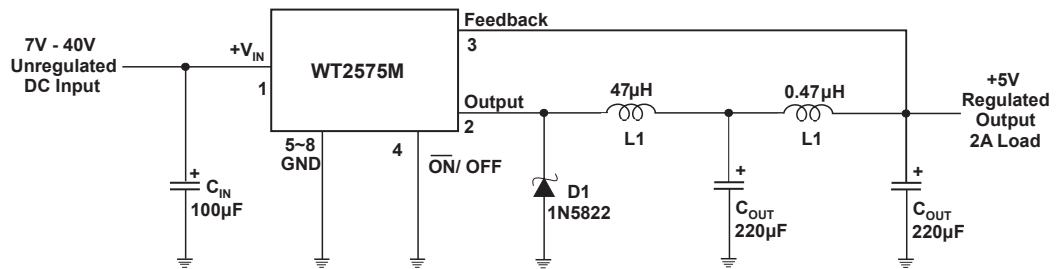 7V - 40V
Unregulated
DC Input
+VIN
1
WT2575M
Feedback
3
Output
2
5~8
GND
4
ON/ OFF
CIN
100µF
+
D1
1N5822
47µH
L1
0.47µH
L1
+
COUT
220µF
+
COUT
220µF
+5V
Regulated
Output
2A Load